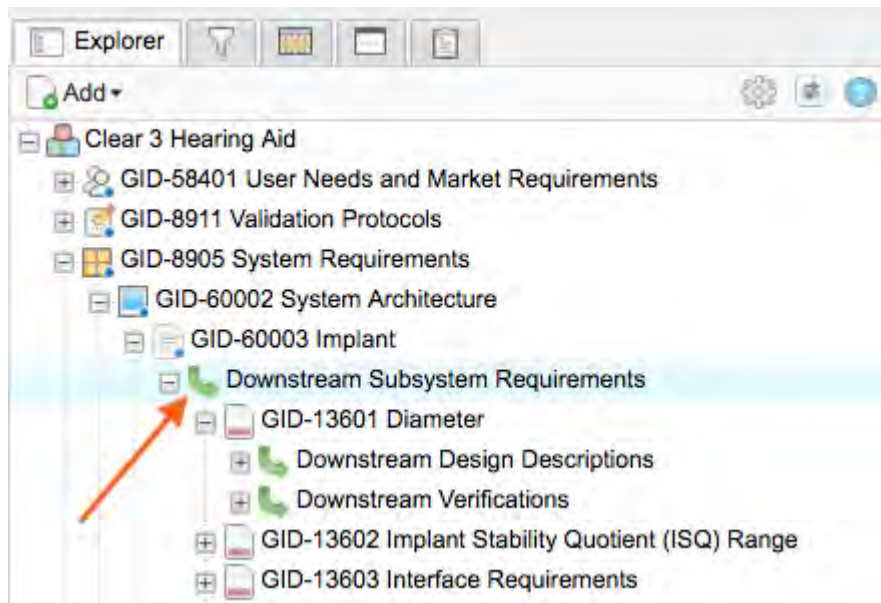 Explorer
Add
Clear 3 Hearing Aid
GID-58401 User Needs and Market Requirements
GID-8911 Validation Protocols
GID-8905 System Requirements
GID-60002 System Architecture
GID-60003 Implant
Downstream Subsystem Requirements
GID-13601 Diameter
Downstream Design Descriptions
Downstream Verifications
GID-13602 Implant Stability Quotient (ISQ) Range
GID-13603 Interface Requirements